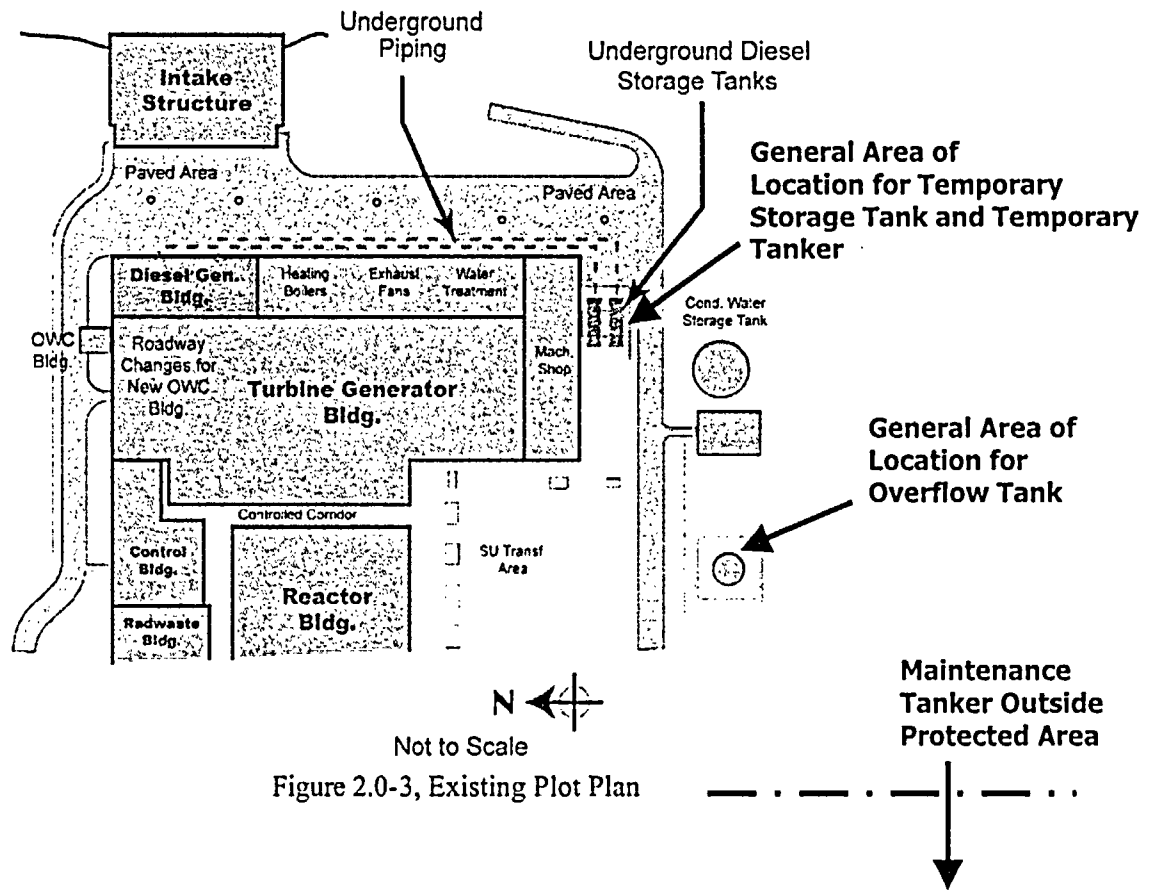 Underground
Piping
Underground Diesel
Storage Tanks
Intake
Structure
General Area of
Location for Temporary
Storage Tank and Temporary
Tanker
Paved Area
Paved Area
Diesel Gen.
Bldg.
Heating
Boilers
Exhaust
Fans
Water
Treatment
Cond. Water
Storage Tank
OWC
Bldg.
Roadway
Changes for
New OWC
Bldg.
Turbine Generator
Bldg.
Mach.
Shop
General Area of
Location for
Overflow Tank
Controlled Corridor
Control
Bldg.
SU Transf
Area
Reactor
Bldg.
Radwaste
Bldg.
Maintenance
Tanker Outside
Protected Area
N
Not to Scale
Figure 2.0-3, Existing Plot Plan